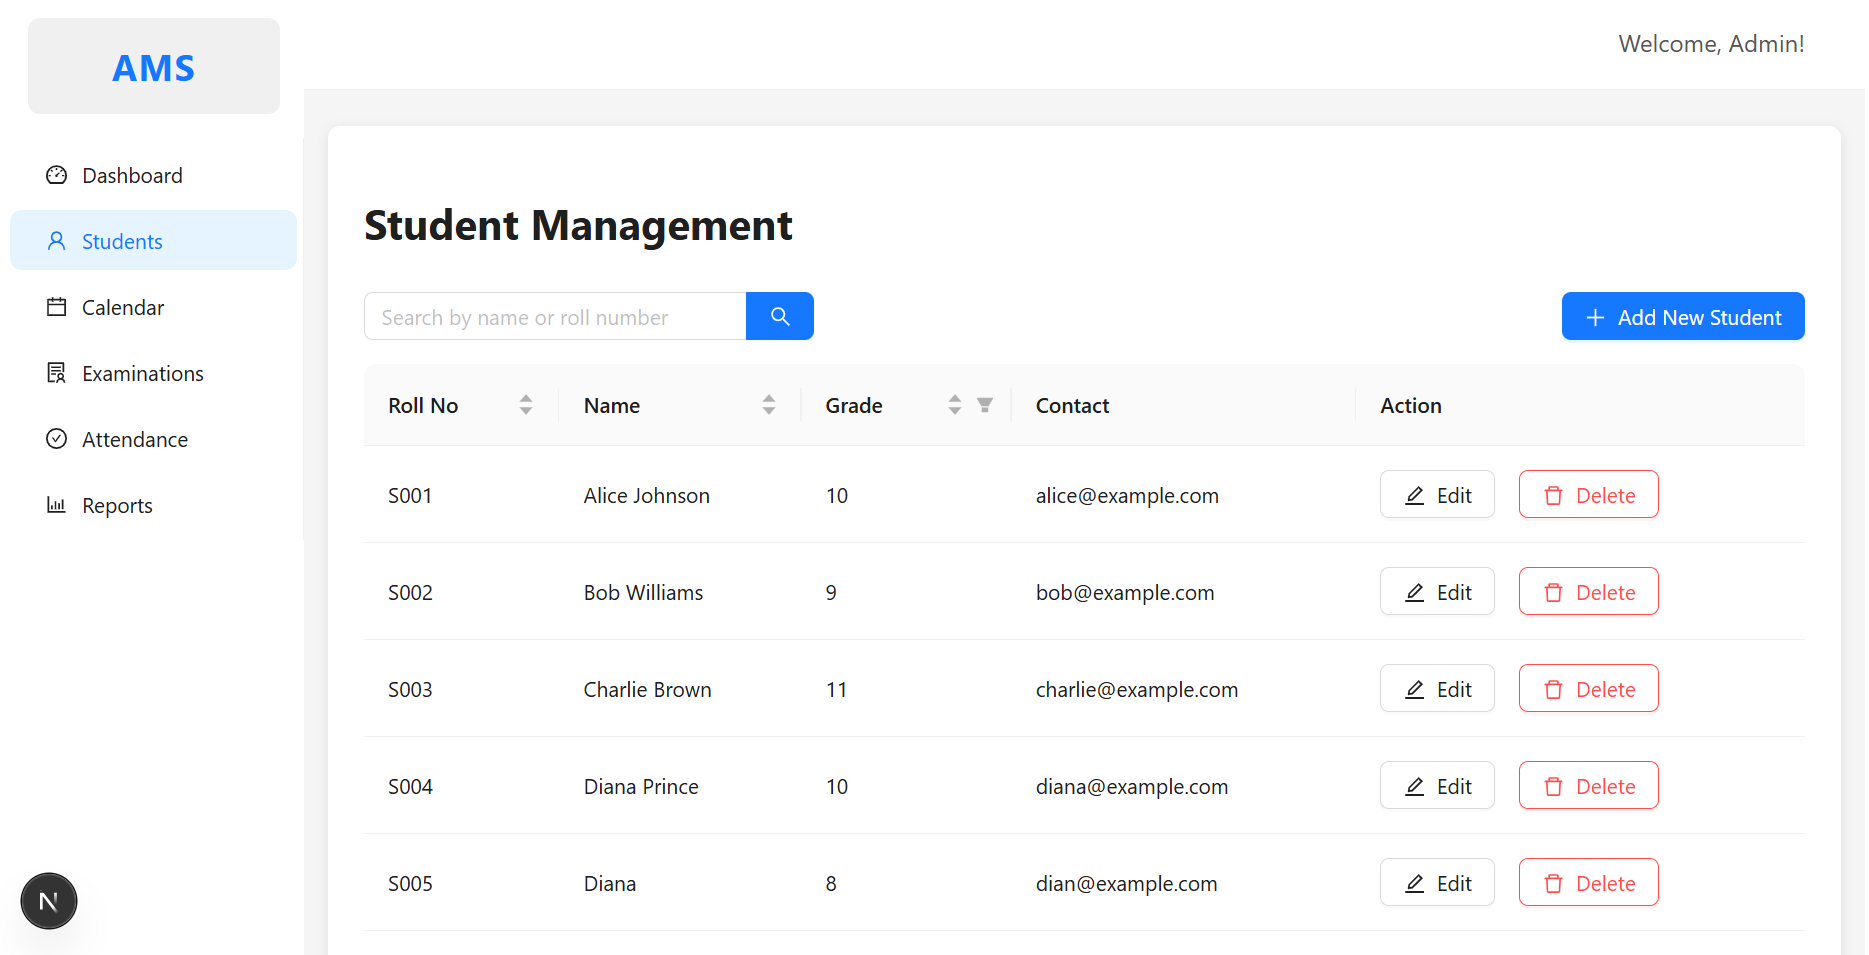 AMS
Welcome, Admin!
Dashboard
Students
Calendar
Examinations
Attendance
Reports
Student Management
Search by name or roll number
Add New Student
Roll No Name Grade Contact Action
S001 Alice Johnson 10 alice@example.com Edit Delete
S002 Bob Williams 9 bob@example.com Edit Delete
S003 Charlie Brown 11 charlie@example.com Edit Delete
S004 Diana Prince 10 diana@example.com Edit Delete
S005 Diana 8 dian@example.com Edit Delete
N